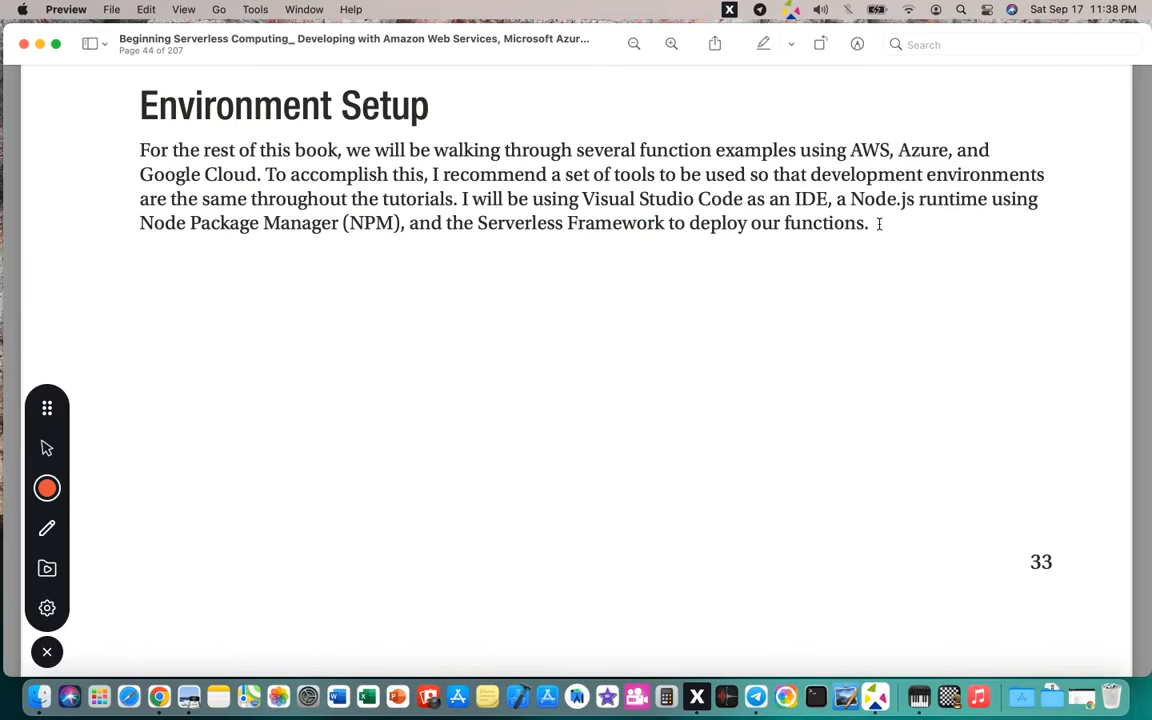 Preview File Edit View Go Tools Window Help Sat Sep 17 11:38 PM
Beginning Serverless Computing_ Developing with Amazon Web Services, Microsoft Azur...
Page 44 of 207
Search
Environment Setup
For the rest of this book, we will be walking through several function examples using AWS, Azure, and
Google Cloud. To accomplish this, I recommend a set of tools to be used so that development environments
are the same throughout the tutorials. I will be using Visual Studio Code as an IDE, a Node.js runtime using
Node Package Manager (NPM), and the Serverless Framework to deploy our functions.
33